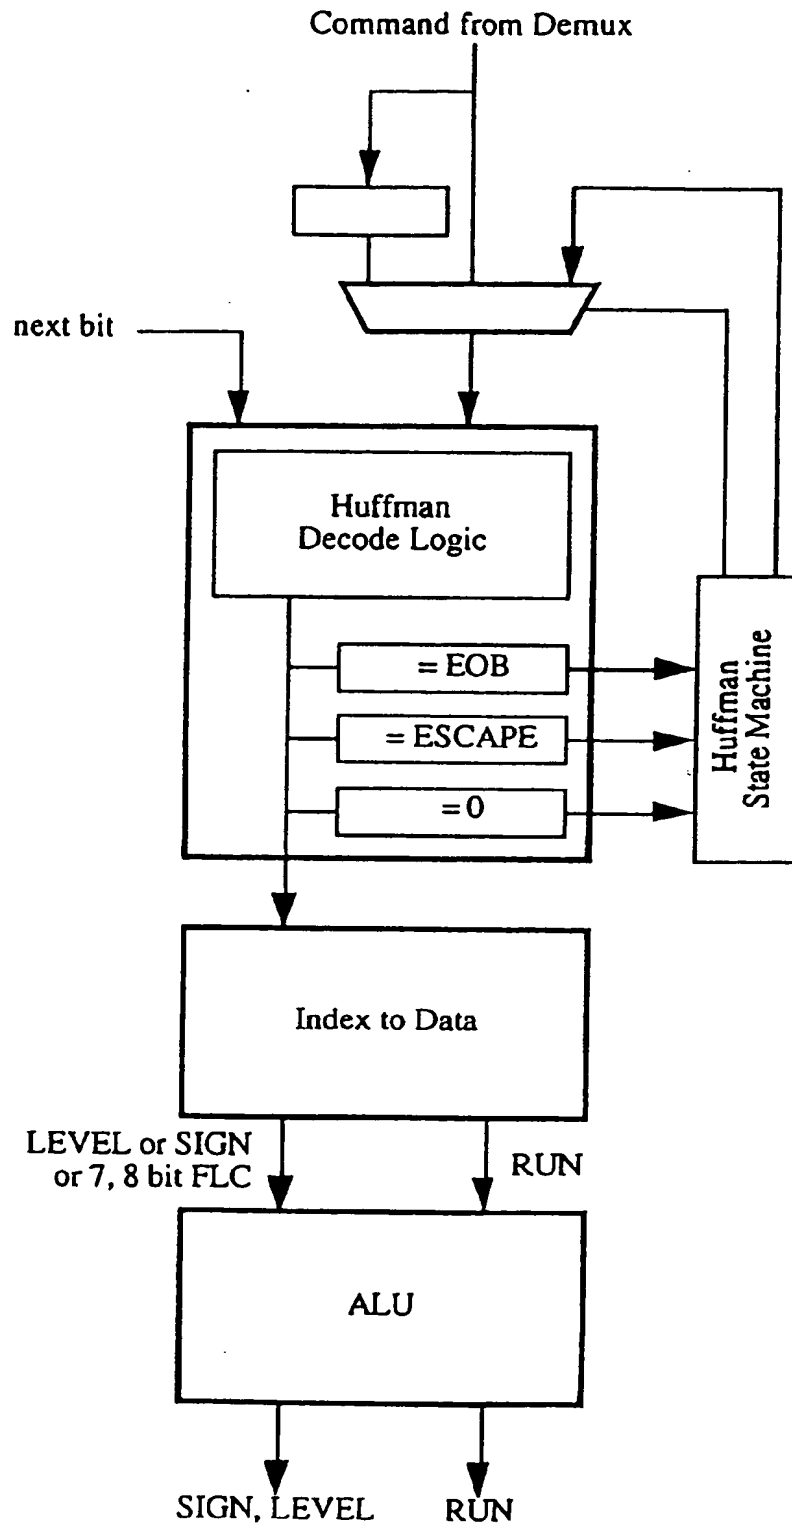 Command from Demux
next bit
Huffman
Decode Logic
= EOB
= ESCAPE
= 0
Huffman
State Machine
Index to Data
LEVEL or SIGN
or 7, 8 bit FLC
RUN
ALU
SIGN, LEVEL
RUN